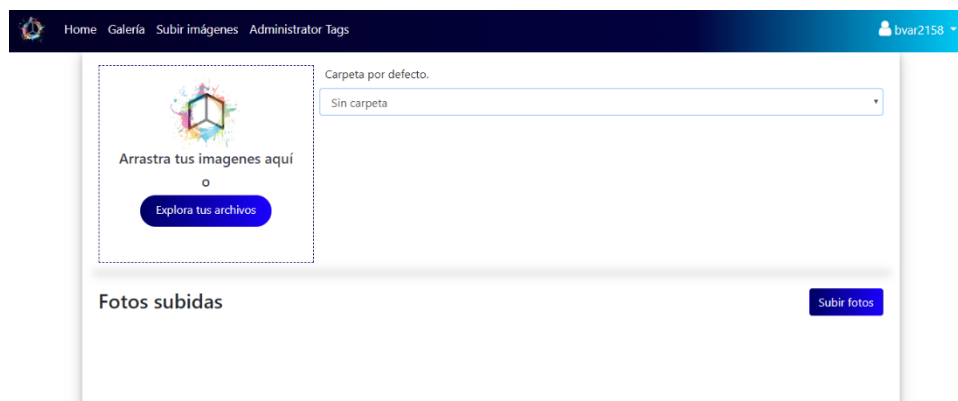 Home Galería Subir imágenes Administrator Tags bvar2158
Carpeta por defecto.
Sin carpeta
Arrastra tus imagenes aquí
o
Explora tus archivos
Fotos subidas
Subir fotos